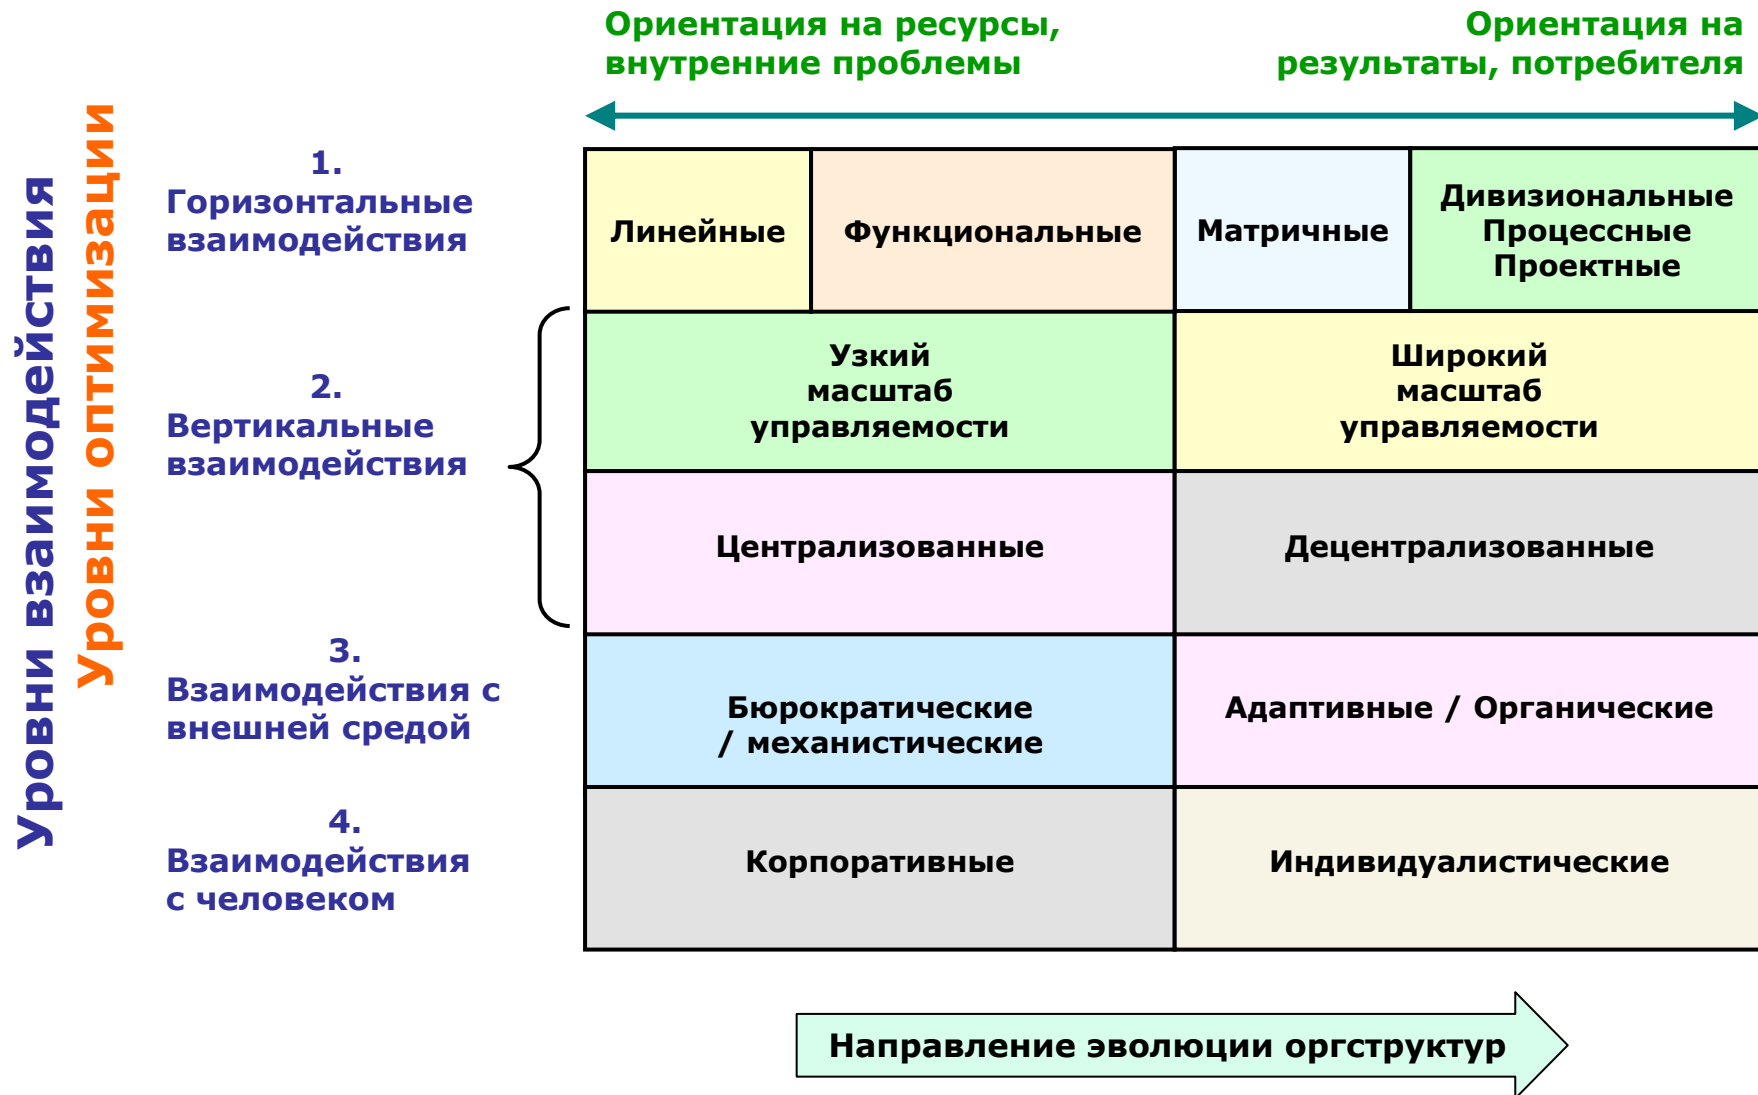 Ориентация на ресурсы,
внутренние проблемы
Ориентация на
результаты, потребителя
Уровни взаимодействия
Уровни оптимизации
1.
Горизонтальные
взаимодействия
Линейные
Функциональные
Матричные
Дивизиональные
Процессные
Проектные
2.
Вертикальные
взаимодействия
Узкий
масштаб
управляемости
Широкий
масштаб
управляемости
Централизованные
Децентрализованные
3.
Взаимодействия с
внешней средой
Бюрократические
/ механистические
Адаптивные / Органические
4.
Взаимодействия
с человеком
Корпоративные
Индивидуалистические
Направление эволюции оргструктур